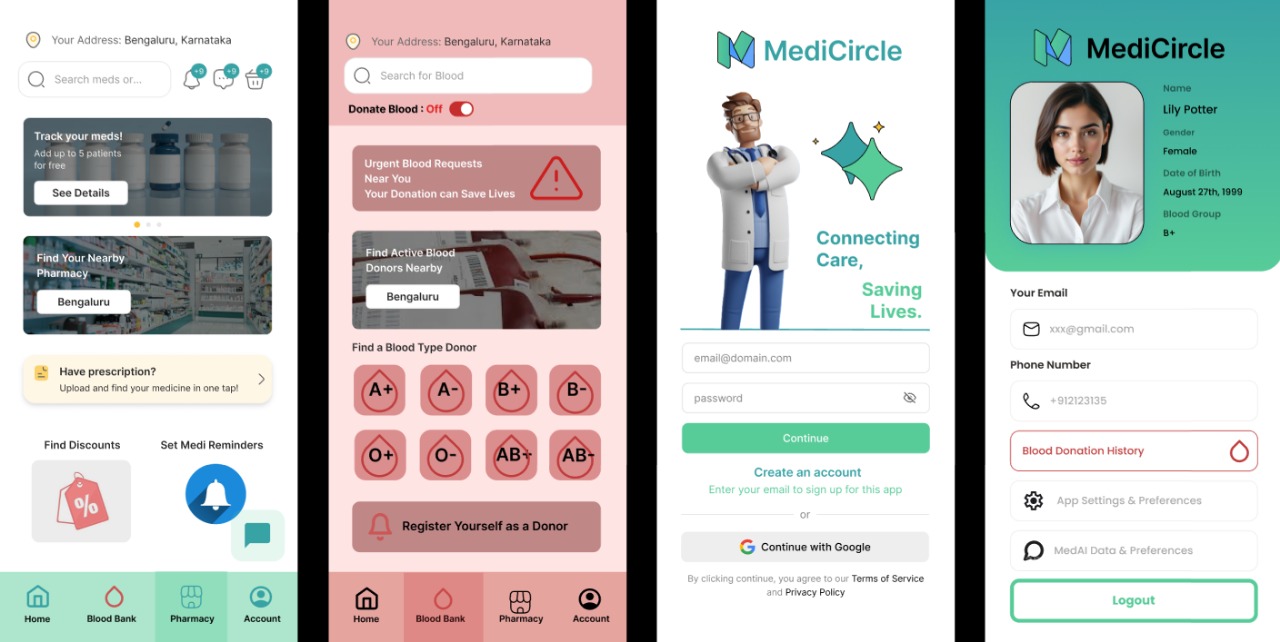 Your Address: Bengaluru, Karnataka
Search meds or...
+9
+9
+9
Track your meds!
Add up to 5 patients
for free
See Details
Find Your Nearby
Pharmacy
Bengaluru
Have prescription?
Upload and find your medicine in one tap!
Find Discounts
Set Medi Reminders
%
Home
Blood Bank
Pharmacy
Account
Your Address: Bengaluru, Karnataka
Search for Blood
Donate Blood : Off
Urgent Blood Requests
Near You
Your Donation can Save Lives
Find Active Blood
Donors Nearby
Bengaluru
Find a Blood Type Donor
A+
A-
B+
B-
O+
O-
AB+
AB-
Register Yourself as a Donor
Home
Blood Bank
Pharmacy
Account
MediCircle
Connecting
Care,
Saving
Lives.
email@domain.com
password
Continue
Create an account
Enter your email to sign up for this app
or
Continue with Google
By clicking continue, you agree to our Terms of Service
and Privacy Policy
MediCircle
Name
Lily Potter
Gender
Female
Date of Birth
August 27th, 1999
Blood Group
B+
Your Email
xxx@gmail.com
Phone Number
+912123135
Blood Donation History
App Settings & Preferences
MedAI Data & Preferences
Logout